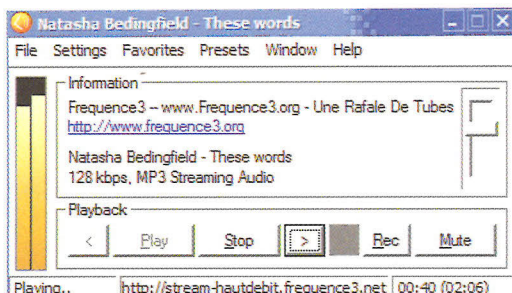 Natasha Bedingfield - These words
File Settings Favorites Presets Window Help
Information
Frequence3 -- www.Frequence3.org - Une Rafale De Tubes
http://www.frequence3.org
Natasha Bedingfield - These words
128 kbps, MP3 Streaming Audio
Playback
< Play Stop > Rec Mute
Playing.. http://stream-hautdebit.frequence3.net 00:40 (02:06)